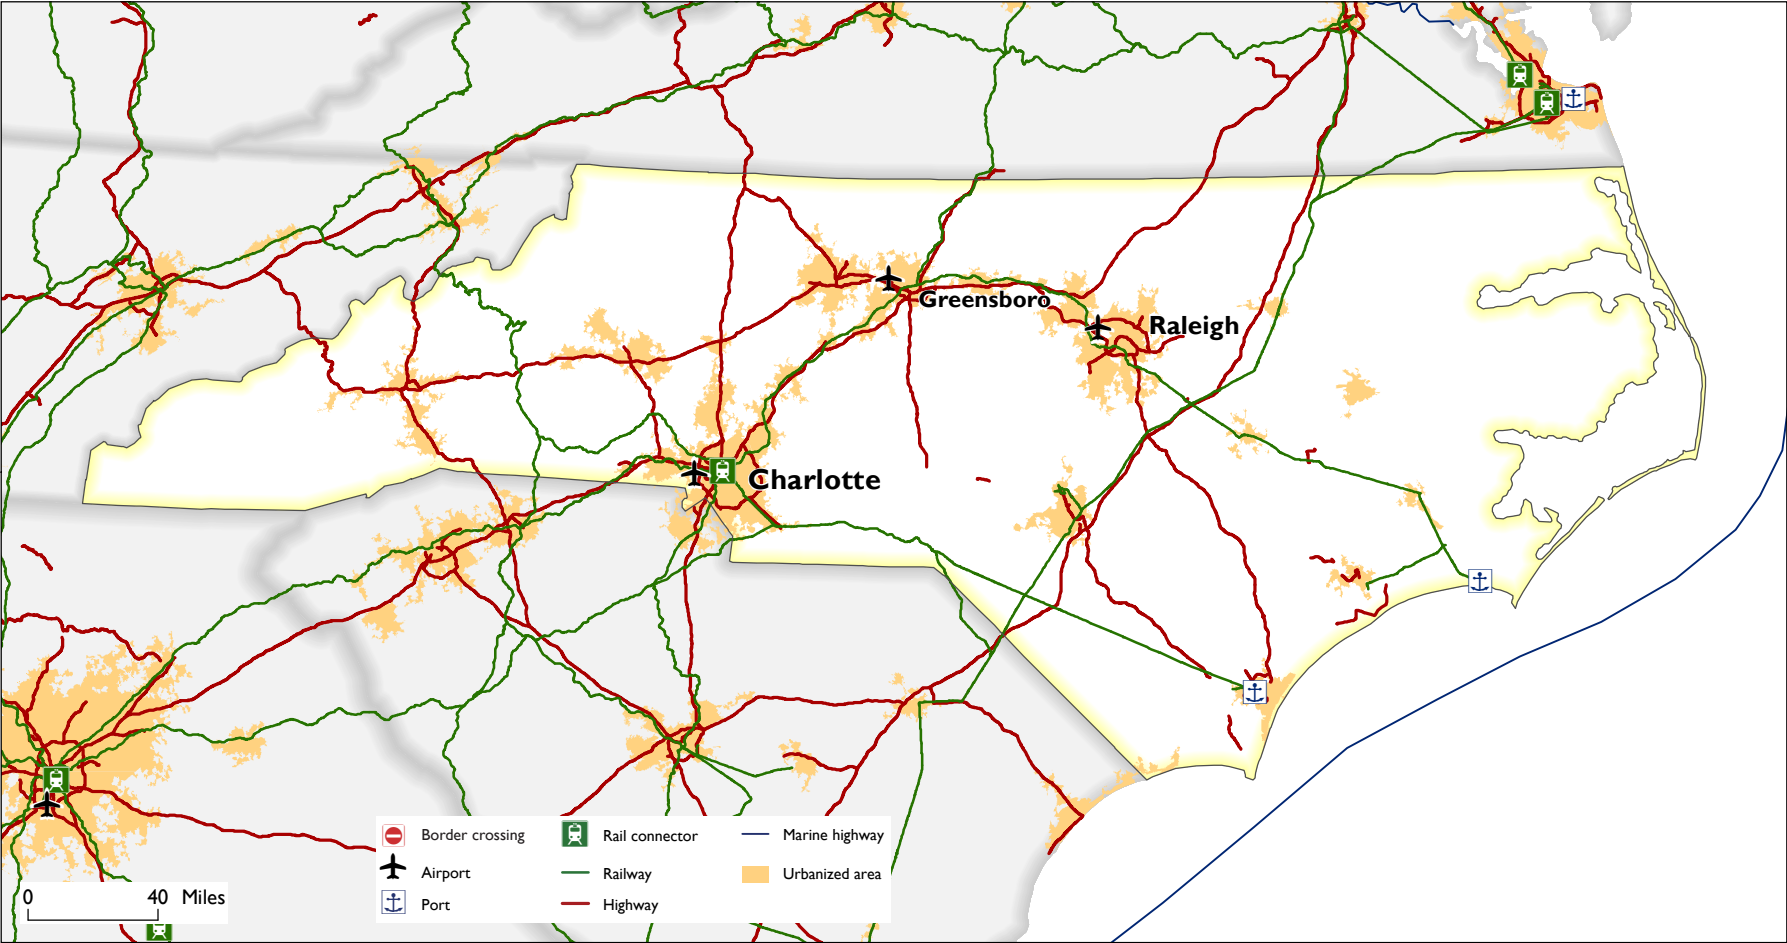 Greensboro
Raleigh
Charlotte
Border crossing
Rail connector
Marine highway
Airport
Railway
Urbanized area
Port
Highway
0 40 Miles